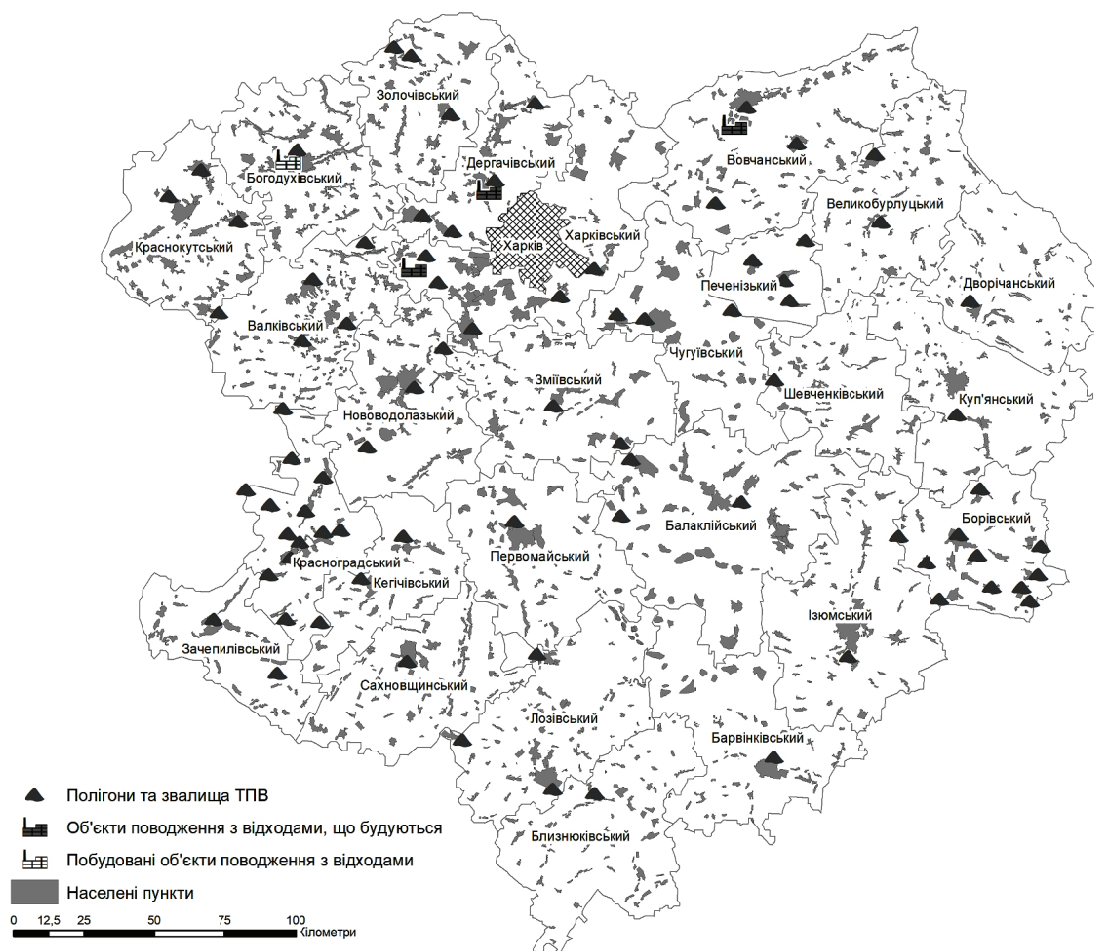 Золочівський
Дергачівський
Вовчанський
Богодухівський
Великобурлуцький
Краснокутський
Харків
Харківський
Печенізький
Дворічанський
Валківський
Чугуївський
Зміївський
Шевченківський
Куп'янський
Нововодолазький
Балаклійський
Борівський
Первомайський
Красноградський
Кегічівський
Ізюмський
Зачепилівський
Сахновщинський
Лозівський
Барвінківський
Близнюківський
Полігони та звалища ТПВ
Об'єкти поводження з відходами, що будуються
Побудовані об'єкти поводження з відходами
Населені пункти
0 12,5 25 50 75 100
Кілометри